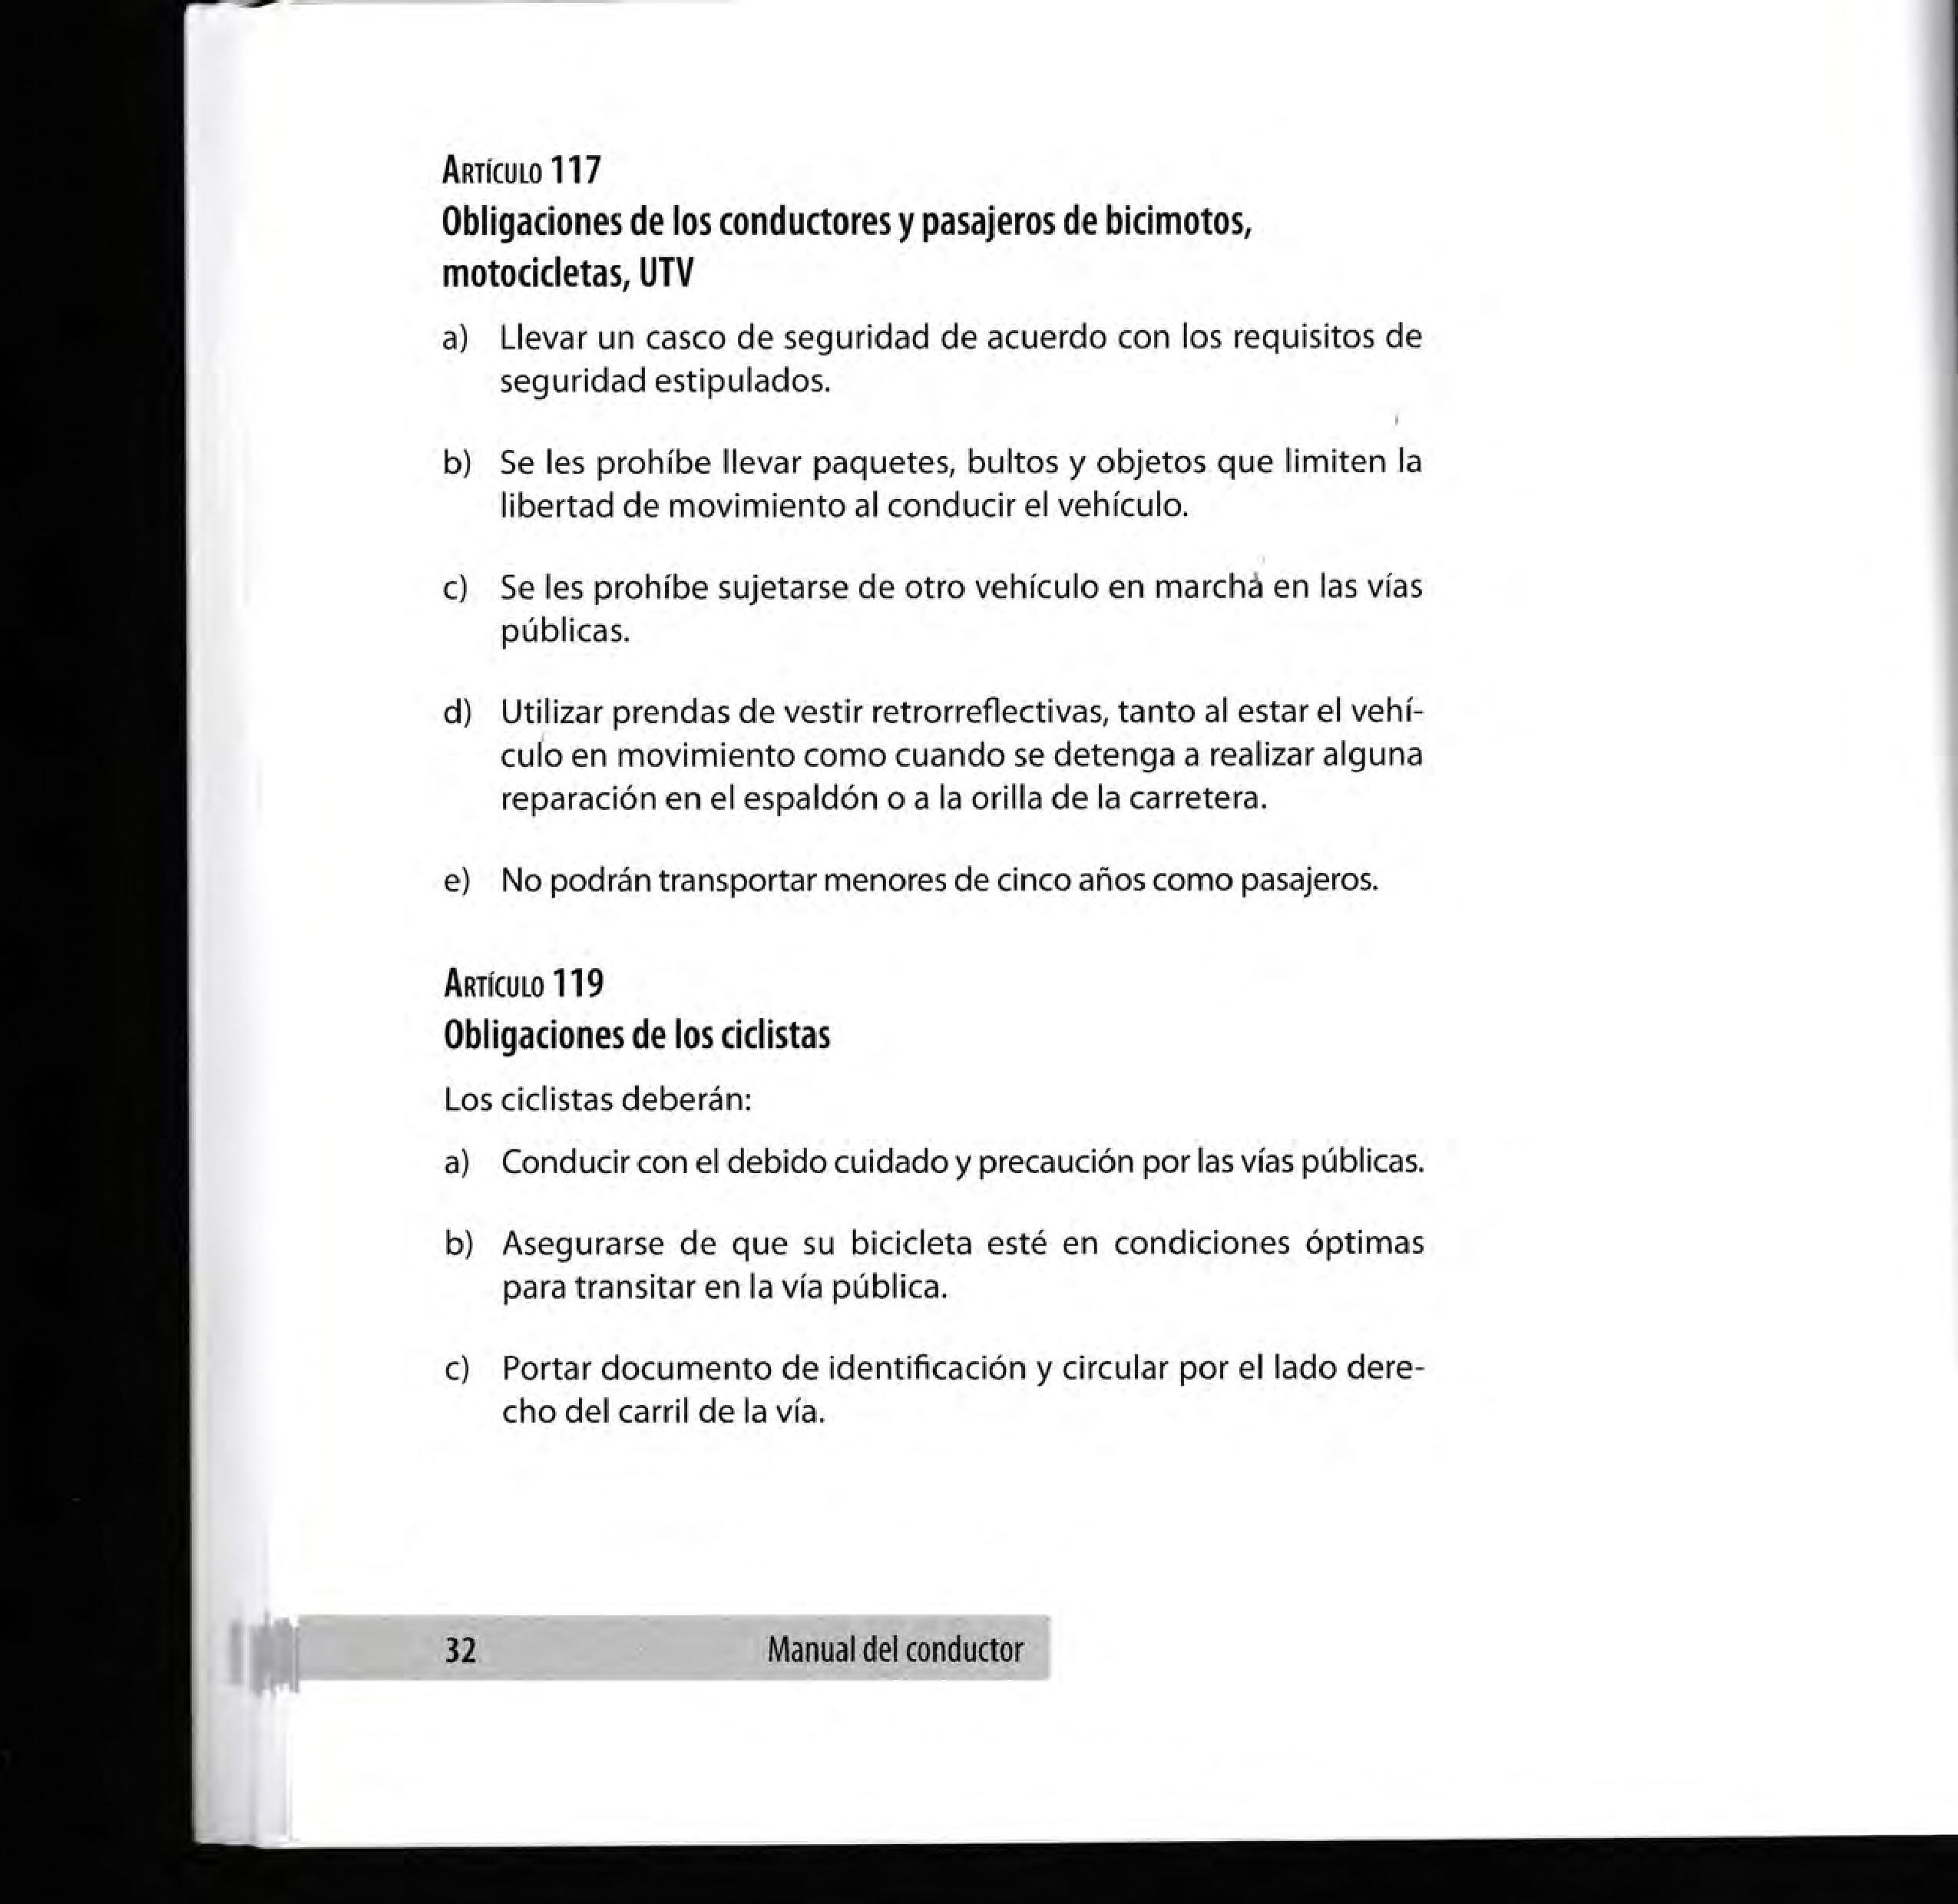 Artículo 117
Obligaciones de los conductores y pasajeros de bicimotos,
motocicletas, UTV
a) Llevar un casco de seguridad de acuerdo con los requisitos de
seguridad estipulados.
b) Se les prohíbe llevar paquetes, bultos y objetos que limiten la
libertad de movimiento al conducir el vehículo.
c) Se les prohíbe sujetarse de otro vehículo en marcha en las vías
públicas.
d) Utilizar prendas de vestir retrorreflectivas, tanto al estar el vehí-
culo en movimiento como cuando se detenga a realizar alguna
reparación en el espaldón o a la orilla de la carretera.
e) No podrán transportar menores de cinco años como pasajeros.
Artículo 119
Obligaciones de los ciclistas
Los ciclistas deberán:
a) Conducir con el debido cuidado y precaución por las vías públicas.
b) Asegurarse de que su bicicleta esté en condiciones óptimas
para transitar en la vía pública.
c) Portar documento de identificación y circular por el lado dere-
cho del carril de la vía.
32 Manual del conductor